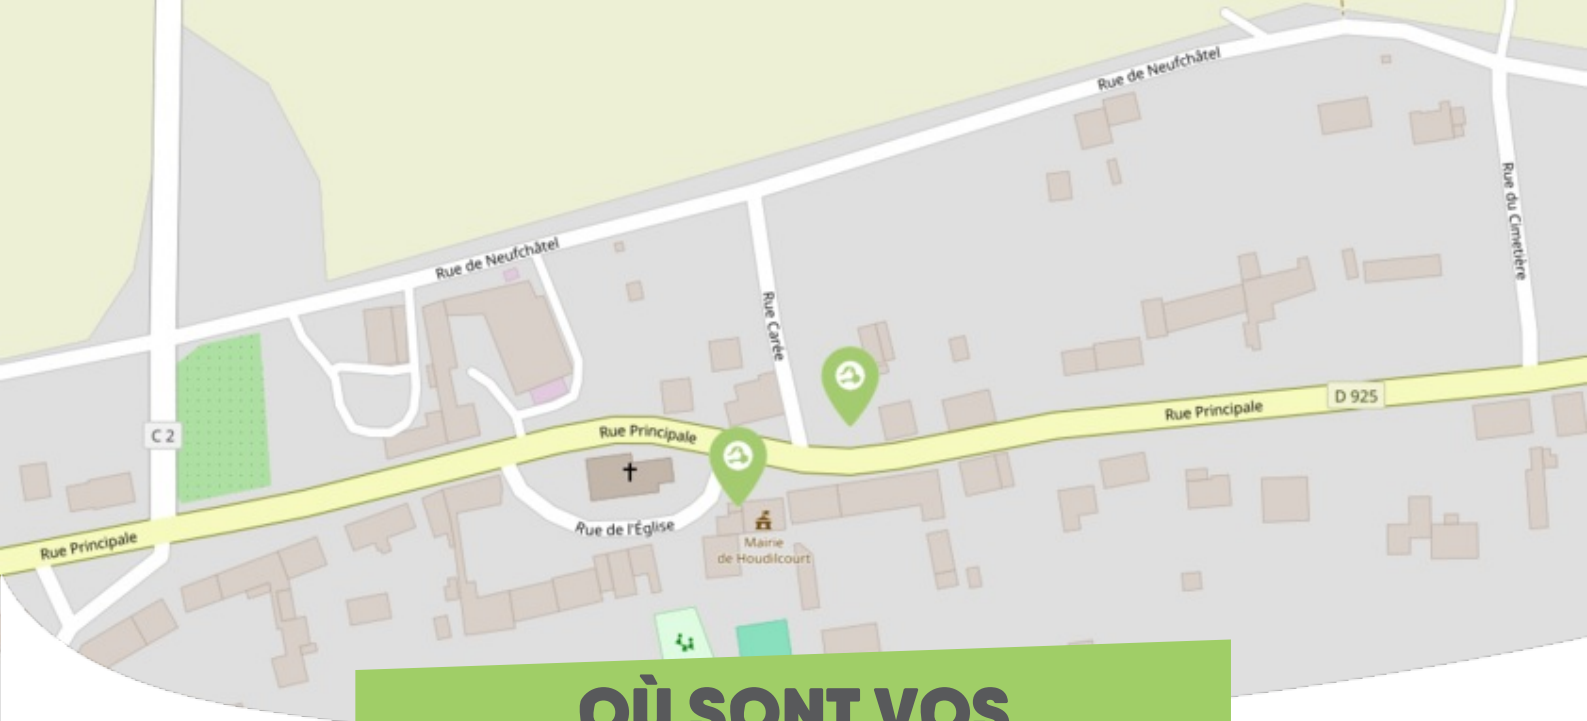 Rue de Neufchâtel
Rue du Cimetière
Rue de Neufchâtel
Rue Carée
D 925
Rue Principale
Rue Principale
C 2
Rue de l'Église
Mairie
de Houdilcourt
Rue Principale
OÙ SONT VOS